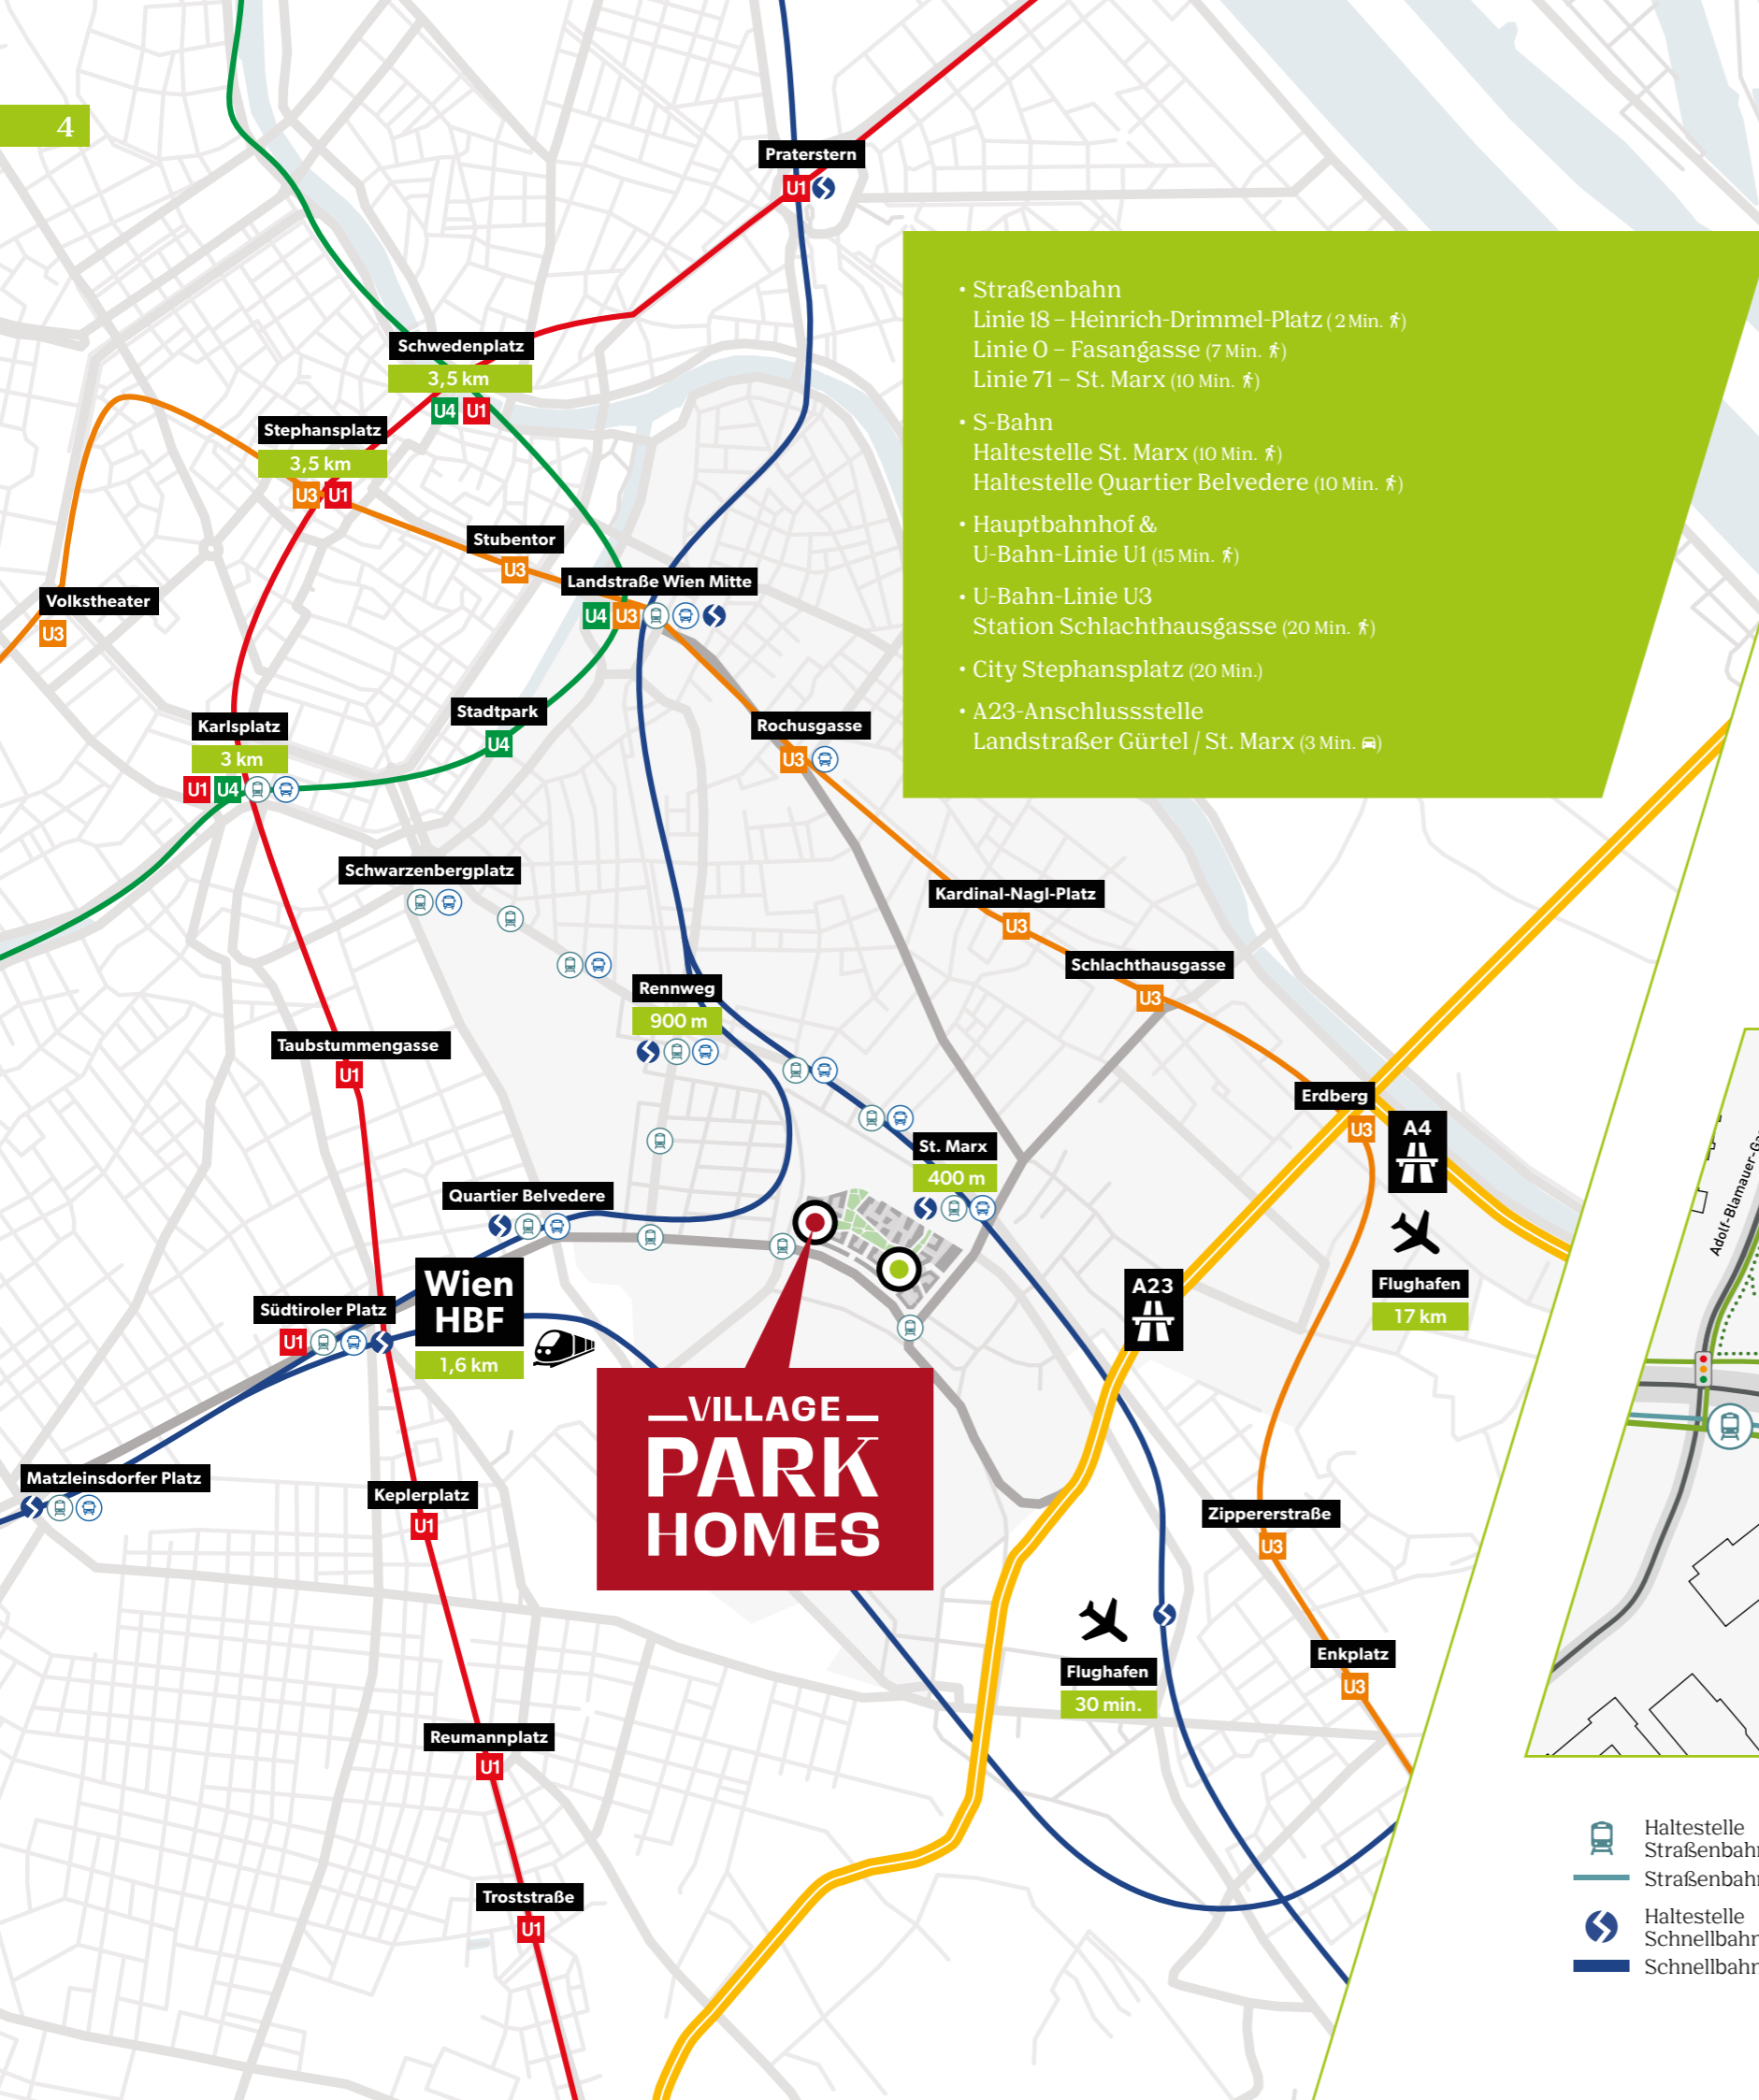 4
Praterstern
U1
• Straßenbahn
Linie 18 – Heinrich-Drimmel-Platz (2 Min.)
Linie O – Fasangasse (7 Min.)
Linie 71 – St. Marx (10 Min.)
• S-Bahn
Haltestelle St. Marx (10 Min.)
Haltestelle Quartier Belvedere (10 Min.)
• Hauptbahnhof &
U-Bahn-Linie U1 (15 Min.)
• U-Bahn-Linie U3
Station Schlachthausgasse (20 Min.)
• City Stephansplatz (20 Min.)
• A23-Anschlussstelle
Landstraßer Gürtel / St. Marx (3 Min.)
Schwedenplatz
3,5 km
U4 U1
Stephansplatz
3,5 km
U3 U1
Stubentor
U3
Landstraße Wien Mitte
U4 U3
Volkstheater
U3
Karlsplatz
3 km
U1 U4
Stadtpark
U4
Rochusgasse
U3
Schwarzenbergplatz
Kardinal-Nagl-Platz
U3
Schlachthausgasse
U3
Rennweg
900 m
Taubstummengasse
U1
Erdberg
U3
A4
St. Marx
400 m
Quartier Belvedere
Adolf-Blamauer-Ga
Wien
HBF
1,6 km
Südtiroler Platz
U1
A23
Flughafen
17 km
VILLAGE
PARK
HOMES
Matzleinsdorfer Platz
Keplerplatz
U1
Zippererstraße
U3
Flughafen
30 min.
Enkplatz
U3
Reumannplatz
U1
Troststraße
U1
Haltestelle
Straßenbahn
Straßenbahn
Haltestelle
Schnellbahn
Schnellbahn